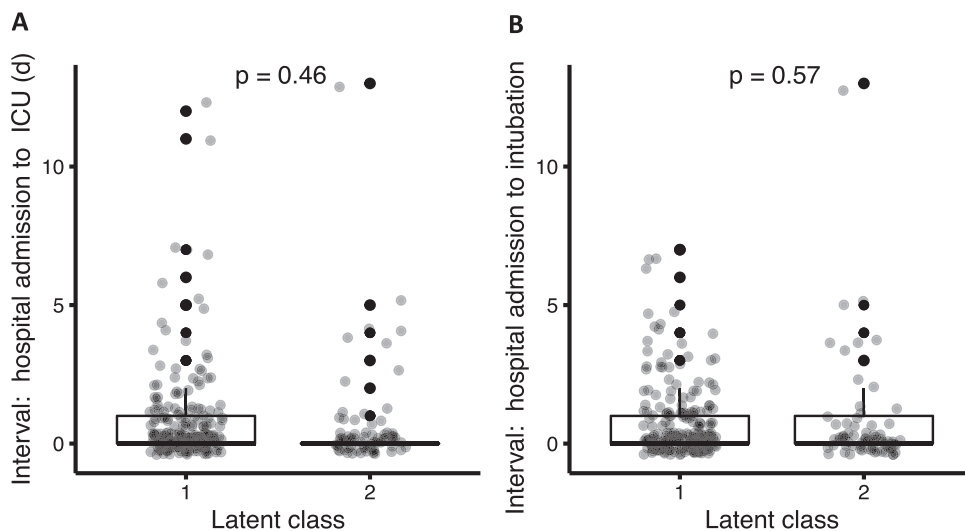 A
Interval:  hospital admission to  ICU (d)
p = 0.46
10
5
0
1
2
Latent class
B
Interval:  hospital admission to intubation
p = 0.57
10
5
0
1
2
Latent class